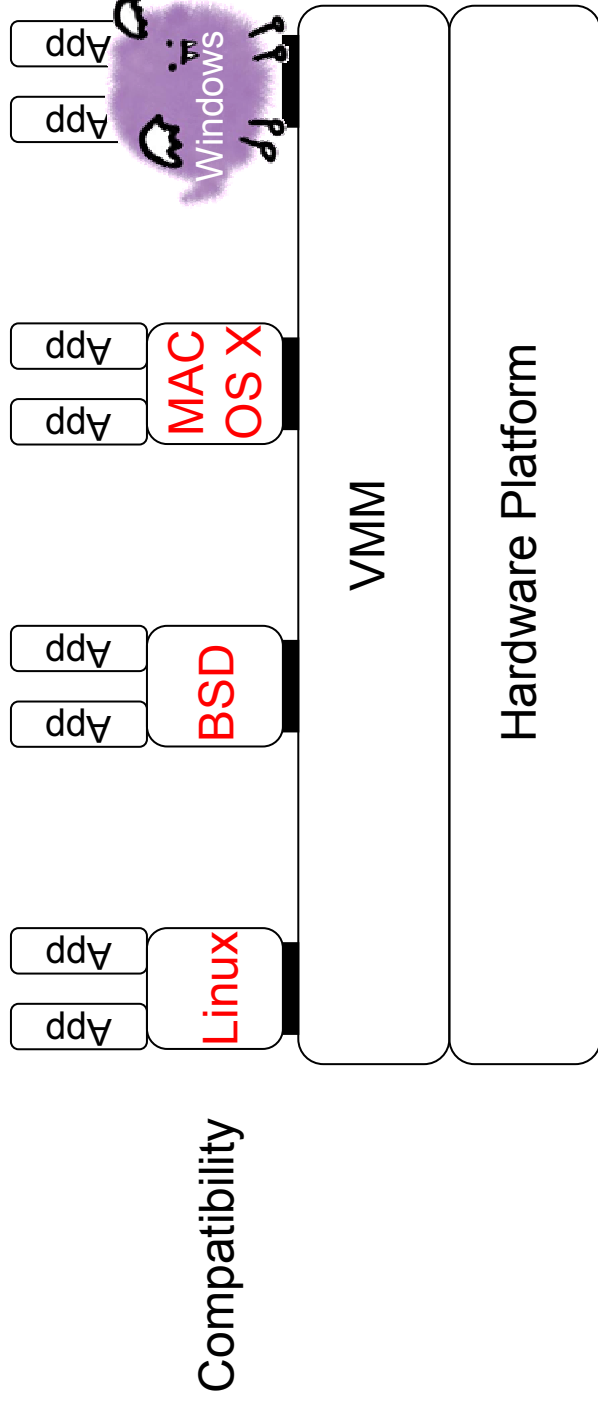 Compatibility
App
App
App
App
App
App
App
App
Linux
BSD
MAC
OS X
Windows
VMM
Hardware Platform